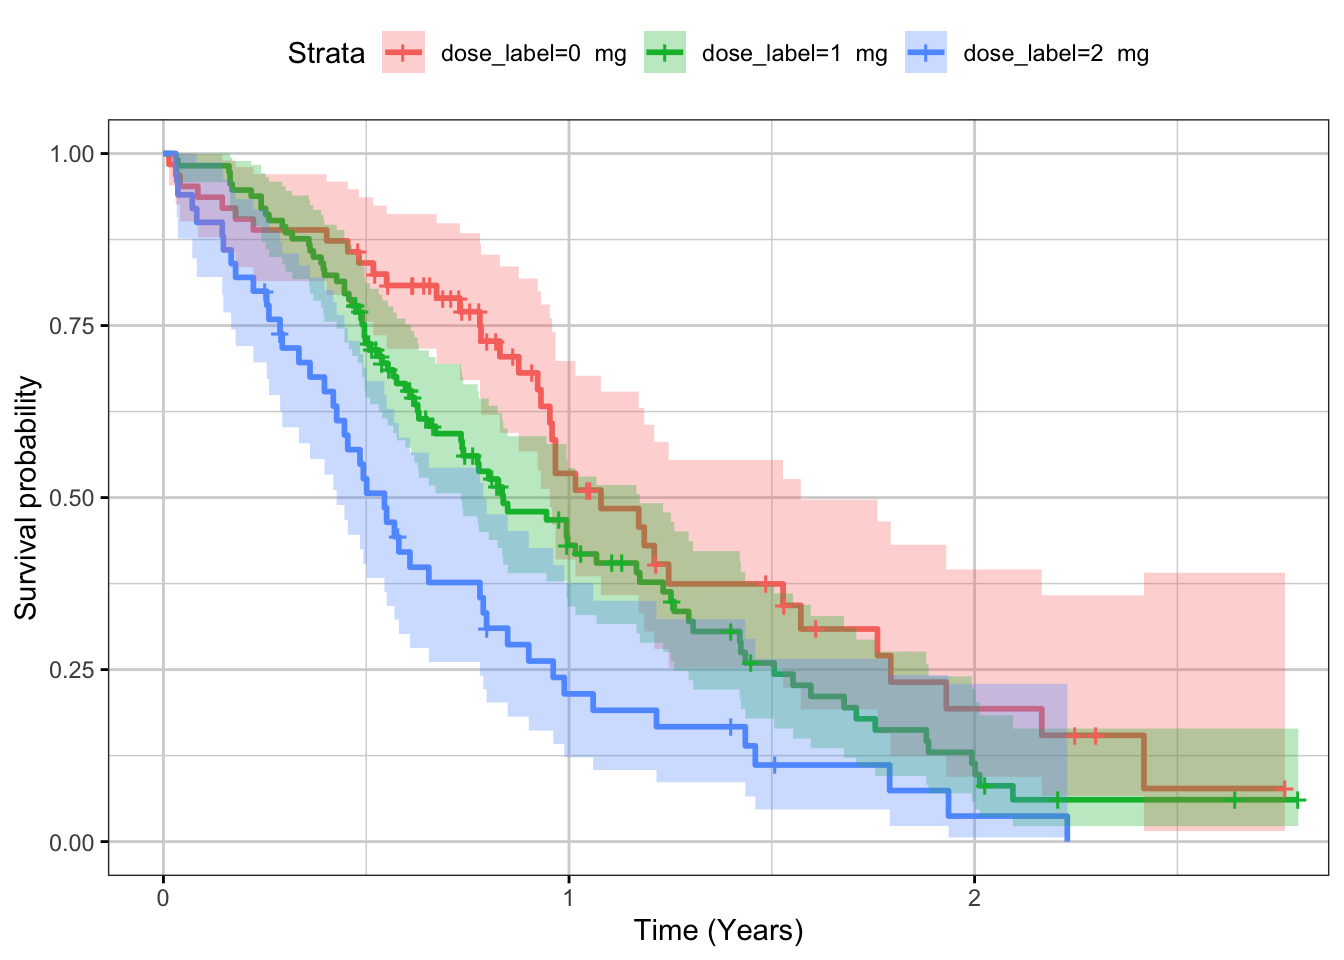 Strata dose_label=0  mg dose_label=1  mg dose_label=2  mg
1.00
0.75
0.50
0.25
0.00
Survival probability
0 1 2
Time (Years)